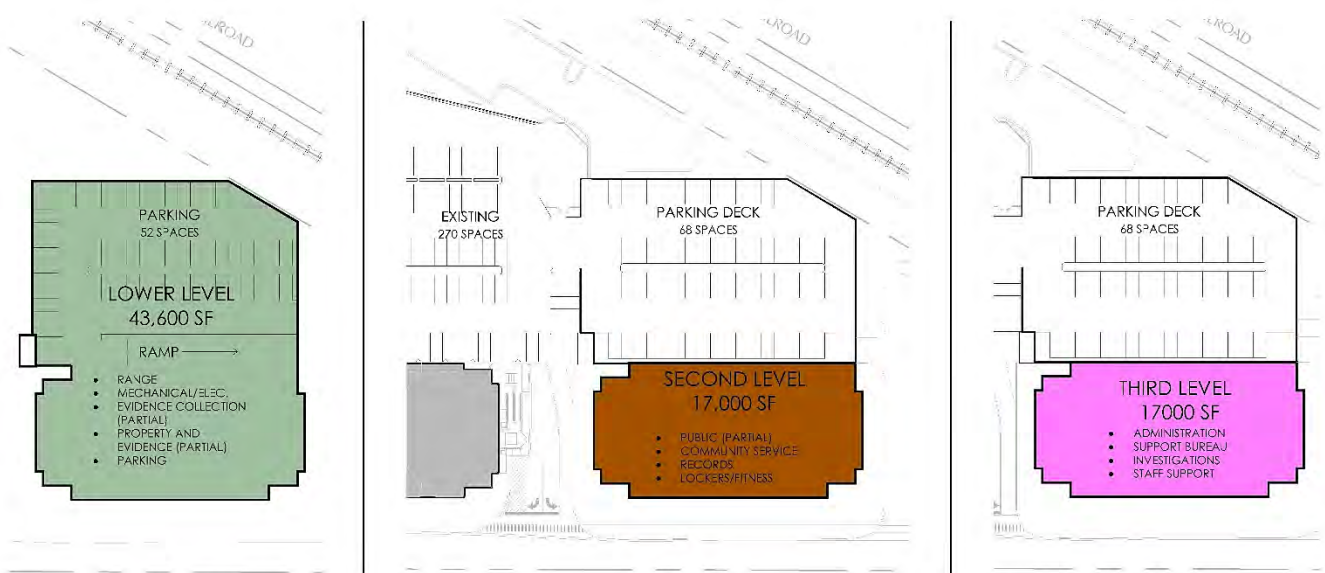 ROAD
PARKING
52 SPACES
LOWER LEVEL
43,600 SF
RAMP
• RANGE
• MECHANICAL/ELEC.
• EVIDENCE COLLECTION
(PARTIAL)
• PROPERTY AND
EVIDENCE (PARTIAL)
• PARKING
EXISTING
270 SPACES
PARKING DECK
68 SPACES
SECOND LEVEL
17,000 SF
• PUBLIC (PARTIAL)
• COMMUNITY SERVICE
• RECORDS
• LOCKERS/FITNESS
ROAD
PARKING DECK
68 SPACES
THIRD LEVEL
17000 SF
• ADMINISTRATION
• SUPPORT BUREAU
• INVESTIGATIONS
• STAFF SUPPORT